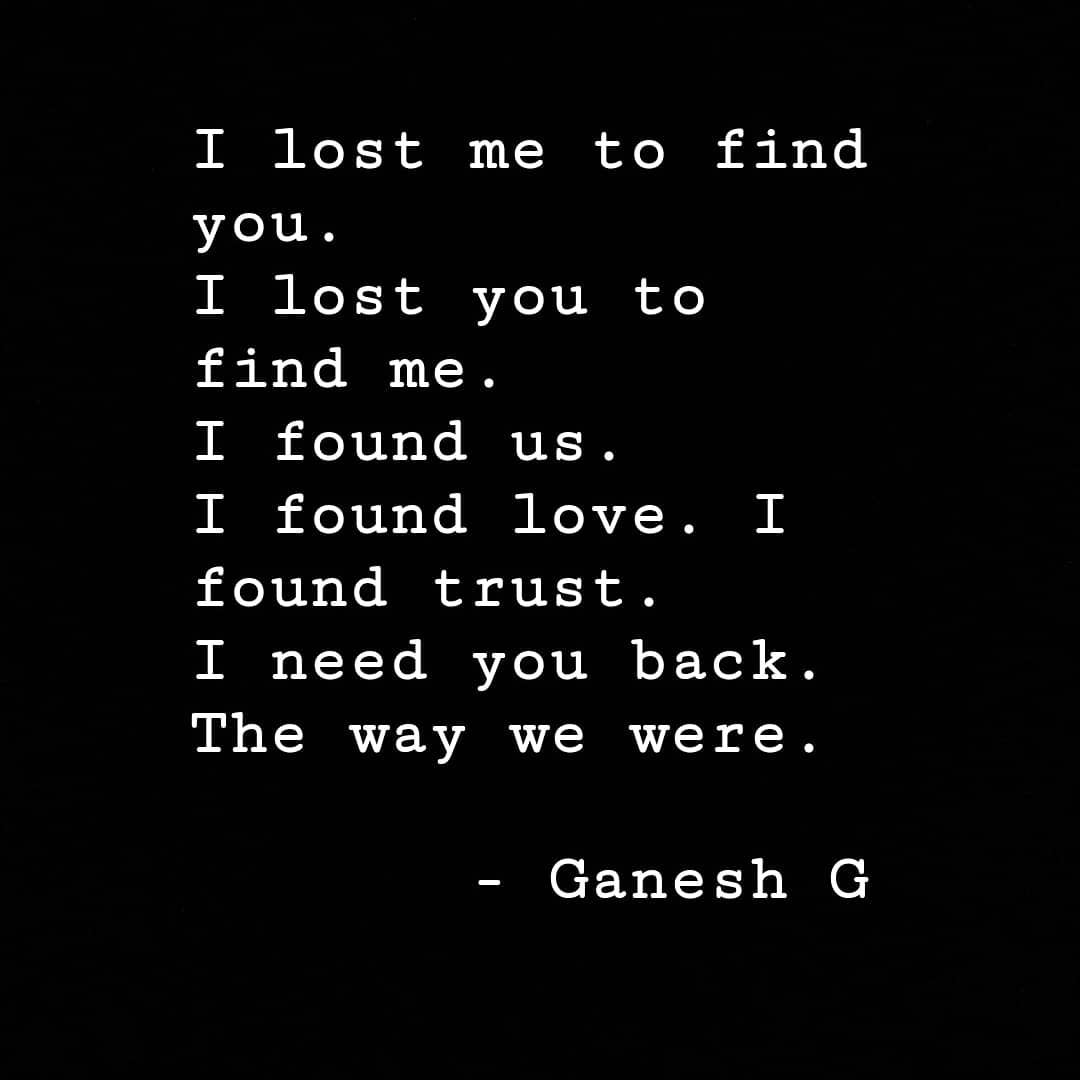 I lost me to find
you.
I lost you to
find me.
I found us.
I found love. I
found trust.
I need you back.
The way we were.
- Ganesh G